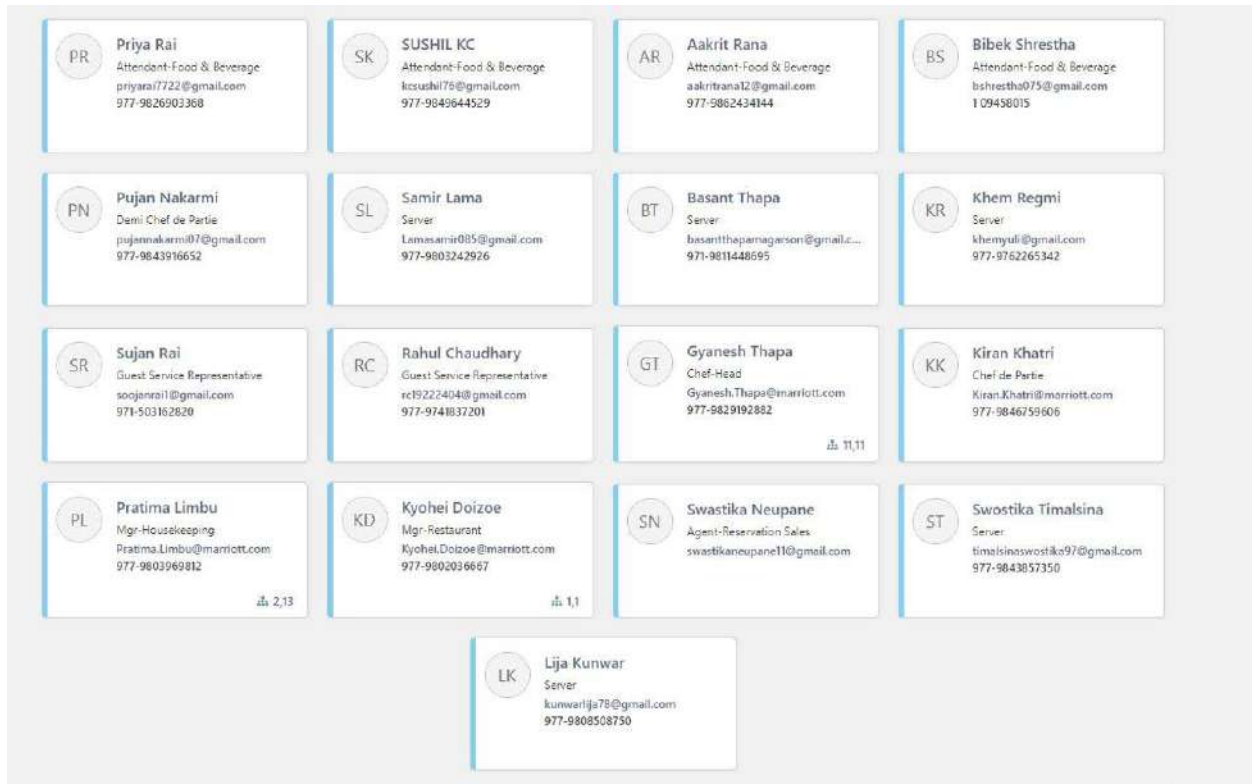 PR
Priya Rai
Attendant-Food & Beverage
priyarai7722@gmail.com
977-9826903368
SK
SUSHIL KC
Attendant-Food & Beverage
kcsushil76@gmail.com
977-9849644529
AR
Aakrit Rana
Attendant-Food & Beverage
aakritrana12@gmail.com
977-9862434144
BS
Bibek Shrestha
Attendant-Food & Beverage
bshrestha075@gmail.com
1 09458015
PN
Pujan Nakarmi
Demi Chef de Partie
pujannakarmi07@gmail.com
977-9843916652
SL
Samir Lama
Server
Lamasamir085@gmail.com
977-9803242926
BT
Basant Thapa
Server
basantthapamagarson@gmail.c...
971-9811448695
KR
Khem Regmi
Server
khemyuli@gmail.com
977-9762265342
SR
Sujan Rai
Guest Service Representative
soojanrai1@gmail.com
971-503162820
RC
Rahul Chaudhary
Guest Service Representative
rc19222404@gmail.com
977-9741837201
GT
Gyanesh Thapa
Chef-Head
Gyanesh.Thapa@marriott.com
977-9829192882
11,11
KK
Kiran Khatri
Chef de Partie
Kiran.Khatri@marriott.com
977-9846759606
PL
Pratima Limbu
Mgr-Housekeeping
Pratima.Limbu@marriott.com
977-9803969812
2,13
KD
Kyohei Doizoe
Mgr-Restaurant
Kyohei.Doizoe@marriott.com
977-9802036667
1,1
SN
Swastika Neupane
Agent-Reservation Sales
swastikaneupane11@gmail.com
ST
Swostika Timalsina
Server
timalsinaswostika97@gmail.com
977-9843857350
LK
Lija Kunwar
Server
kunwarlija78@gmail.com
977-9808508750